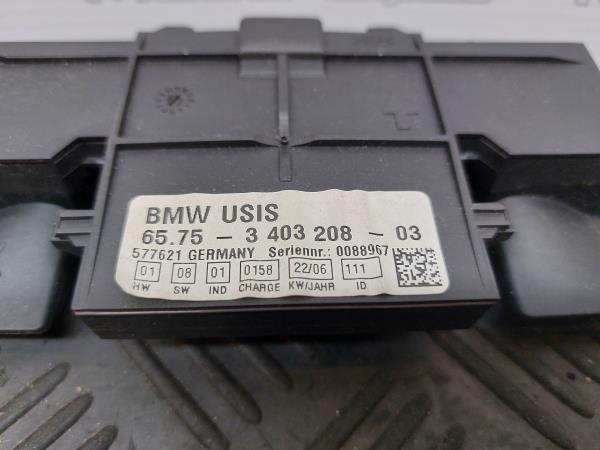 BMW USIS
65.75 - 3 403 208 - 03
577621 GERMANY Seriennr.: 0088967
01 08 01 0158 22/06 111
HW SW IND CHARGE KW/JAHR ID